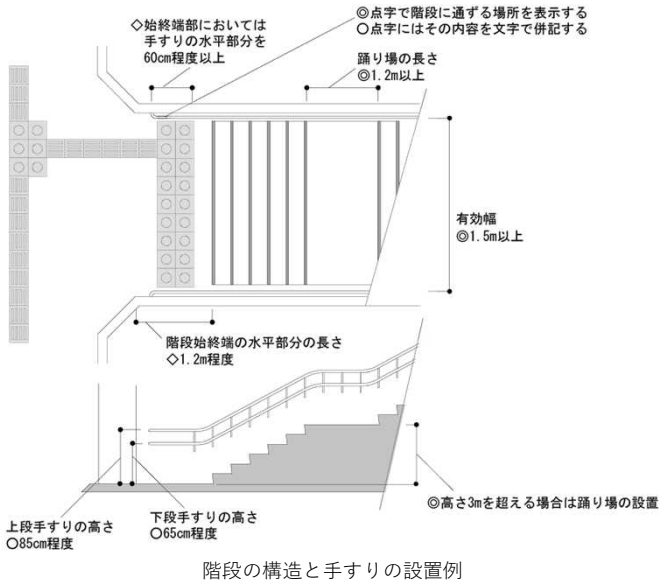 ◎点字で階段に通ずる場所を表示する
○点字にはその内容を文字で併記する
◇始終端部においては
手すりの水平部分を
60cm程度以上
踊り場の長さ
◎1.2m以上
有効幅
◎1.5m以上
階段始終端の水平部分の長さ
◇1.2m程度
上段手すりの高さ
○85cm程度
下段手すりの高さ
○65cm程度
◎高さ3mを超える場合は踊り場の設置
階段の構造と手すりの設置例